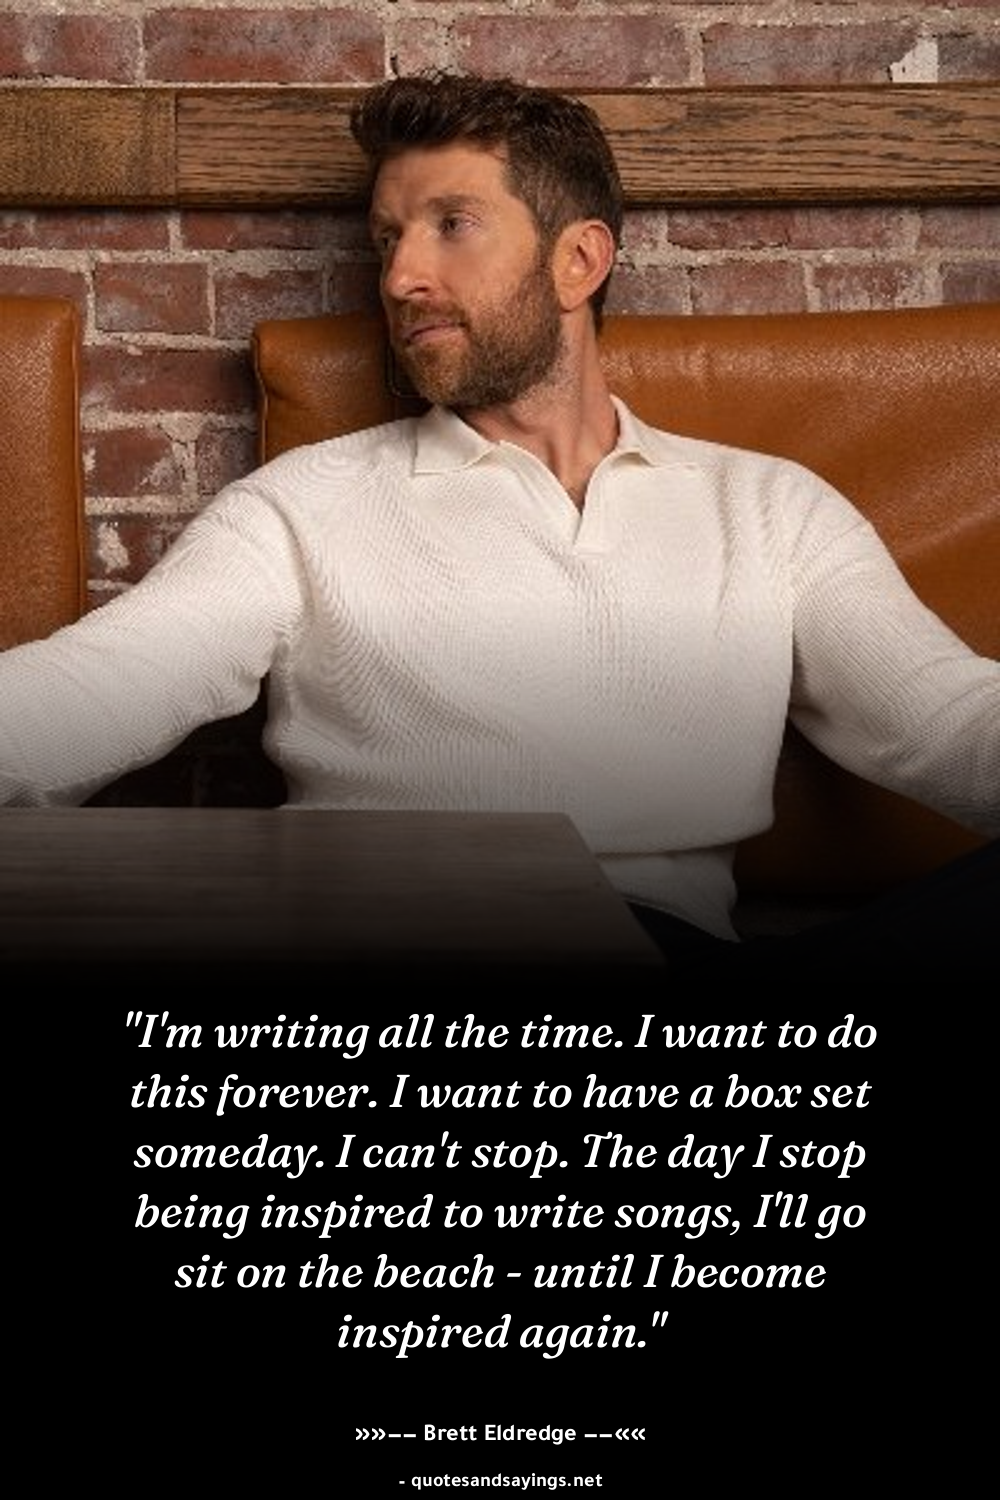 "I'm writing all the time. I want to do
this forever. I want to have a box set
someday. I can't stop. The day I stop
being inspired to write songs, I'll go
sit on the beach - until I become
inspired again."
»»–– Brett Eldredge ––««
- quotesandsayings.net